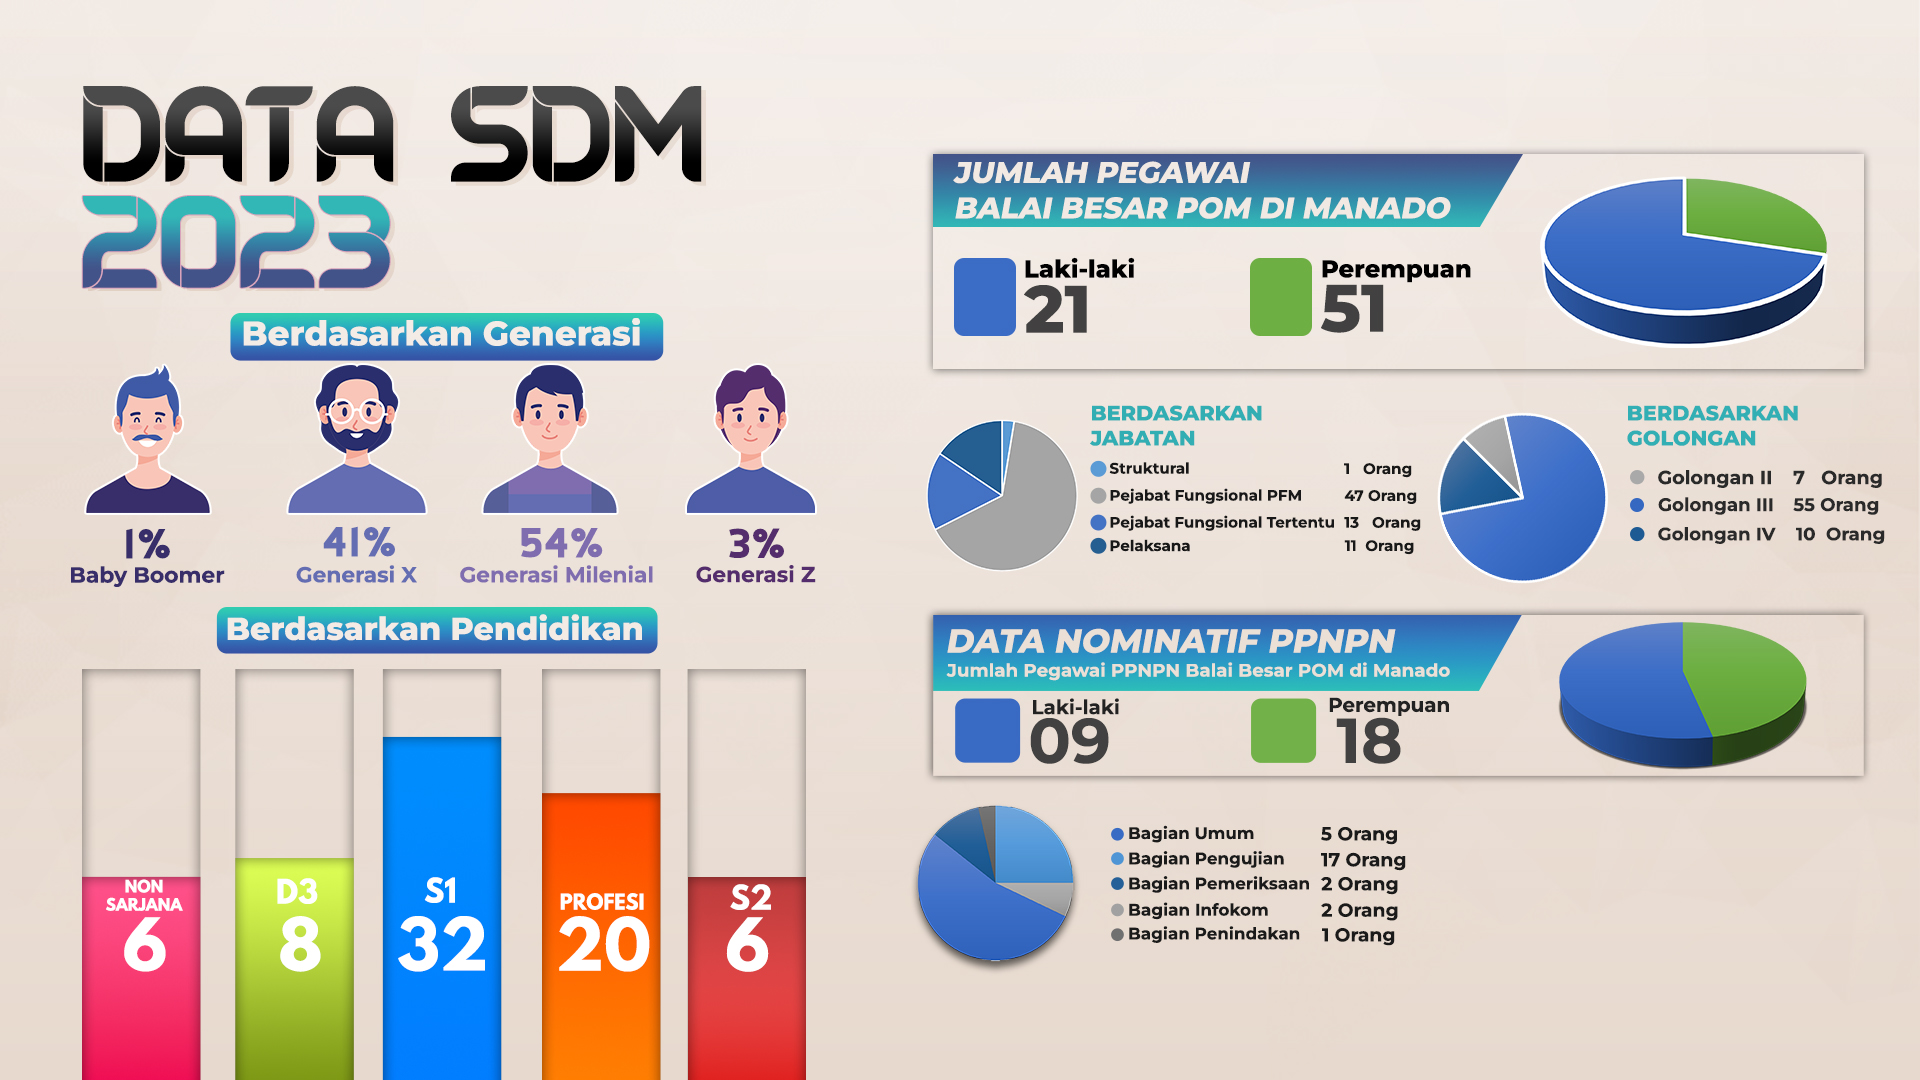 DATA SDM
2023
Berdasarkan Generasi
1%
Baby Boomer
41%
Generasi X
54%
Generasi Milenial
3%
Generasi Z
Berdasarkan Pendidikan
NON
SARJANA
6
D3
8
S1
32
PROFESI
20
S2
6
JUMLAH PEGAWAI
BALAI BESAR POM DI MANADO
Laki-laki
21
Perempuan
51
BERDASARKAN
JABATAN
Struktural 1 Orang
Pejabat Fungsional PFM 47 Orang
Pejabat Fungsional Tertentu 13 Orang
Pelaksana 11 Orang
BERDASARKAN
GOLONGAN
Golongan II 7 Orang
Golongan III 55 Orang
Golongan IV 10 Orang
DATA NOMINATIF PPNPN
Jumlah Pegawai PPNPN Balai Besar POM di Manado
Laki-laki
09
Perempuan
18
Bagian Umum 5 Orang
Bagian Pengujian 17 Orang
Bagian Pemeriksaan 2 Orang
Bagian Infokom 2 Orang
Bagian Penindakan 1 Orang